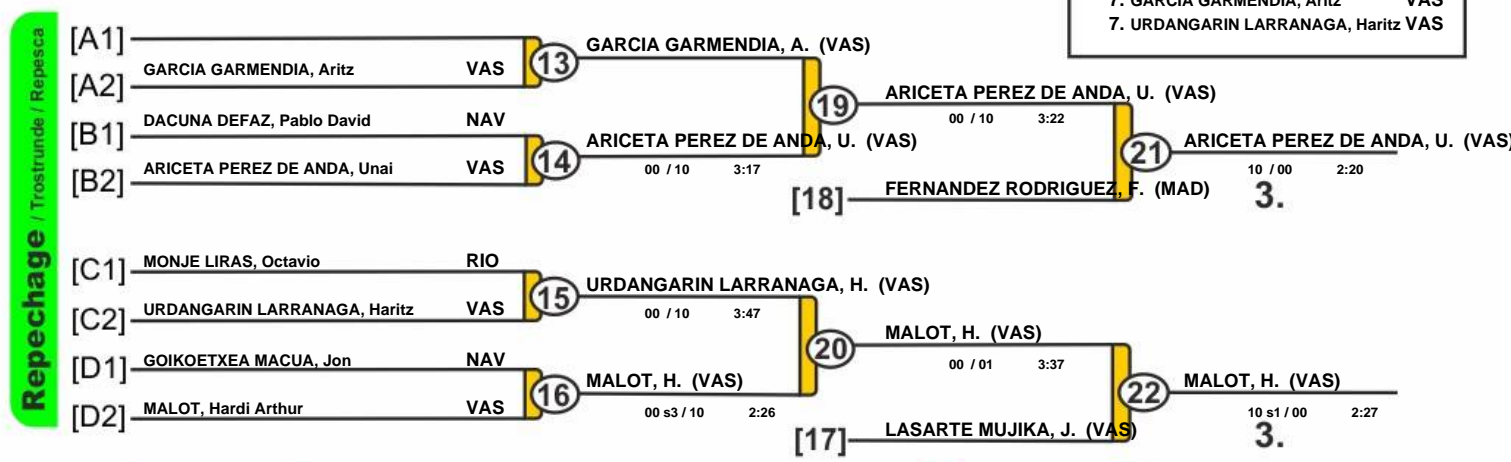 7. GARCIA GARMENDIA, Aritz VAS
7. URDANGARIN LARRANAGA, Haritz VAS
Repechage / Trostrunde / Repesca
[A1]
GARCIA GARMENDIA, Aritz VAS
[A2]
13
GARCIA GARMENDIA, A. (VAS)
[B1]
DACUNA DEFAZ, Pablo David NAV
[B2]
ARICETA PEREZ DE ANDA, Unai VAS
14
ARICETA PEREZ DE ANDA, U. (VAS)
00 / 10 3:17
19
ARICETA PEREZ DE ANDA, U. (VAS)
00 / 10 3:22
[18]
FERNANDEZ RODRIGUEZ, F. (MAD)
21
ARICETA PEREZ DE ANDA, U. (VAS)
10 / 00 2:20
3.
[C1]
MONJE LIRAS, Octavio RIO
[C2]
URDANGARIN LARRANAGA, Haritz VAS
15
URDANGARIN LARRANAGA, H. (VAS)
00 / 10 3:47
[D1]
GOIKOETXEA MACUA, Jon NAV
[D2]
MALOT, Hardi Arthur VAS
16
MALOT, H. (VAS)
00 s3 / 10 2:26
20
MALOT, H. (VAS)
00 / 01 3:37
[17]
LASARTE MUJIKA, J. (VAS)
22
MALOT, H. (VAS)
10 s1 / 00 2:27
3.